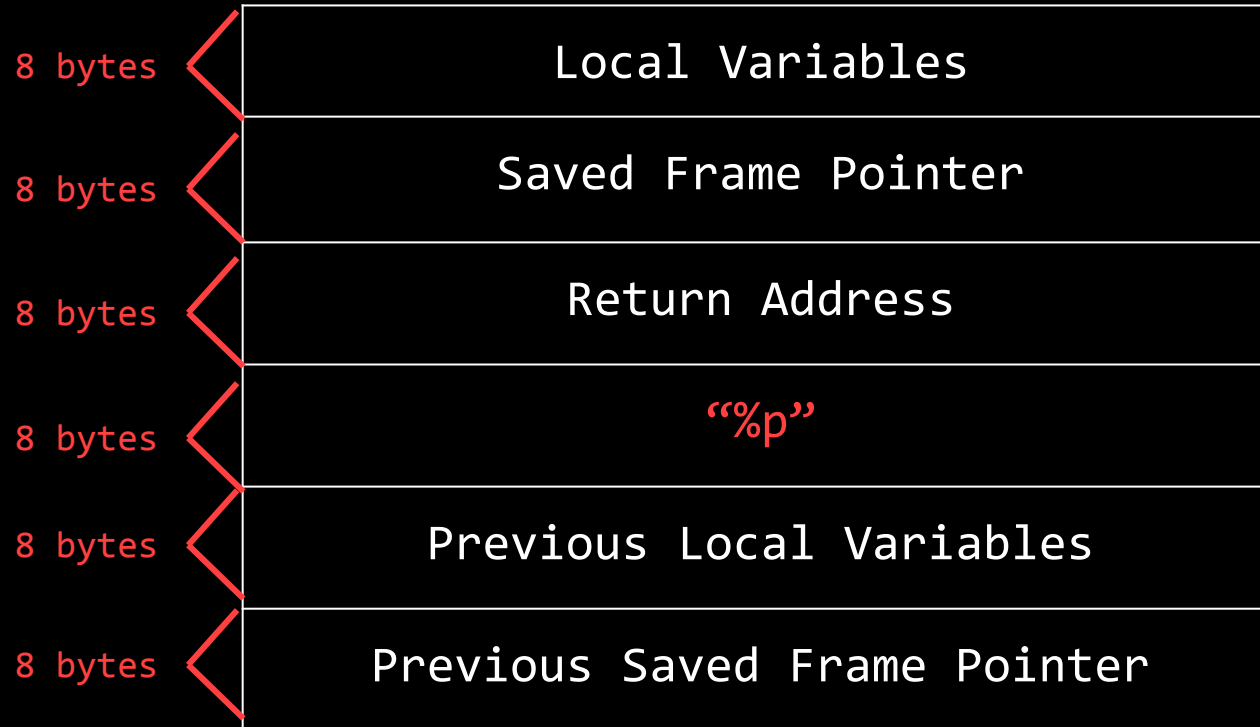 8 bytes Local Variables
8 bytes Saved Frame Pointer
8 bytes Return Address
8 bytes “%p”
8 bytes Previous Local Variables
8 bytes Previous Saved Frame Pointer